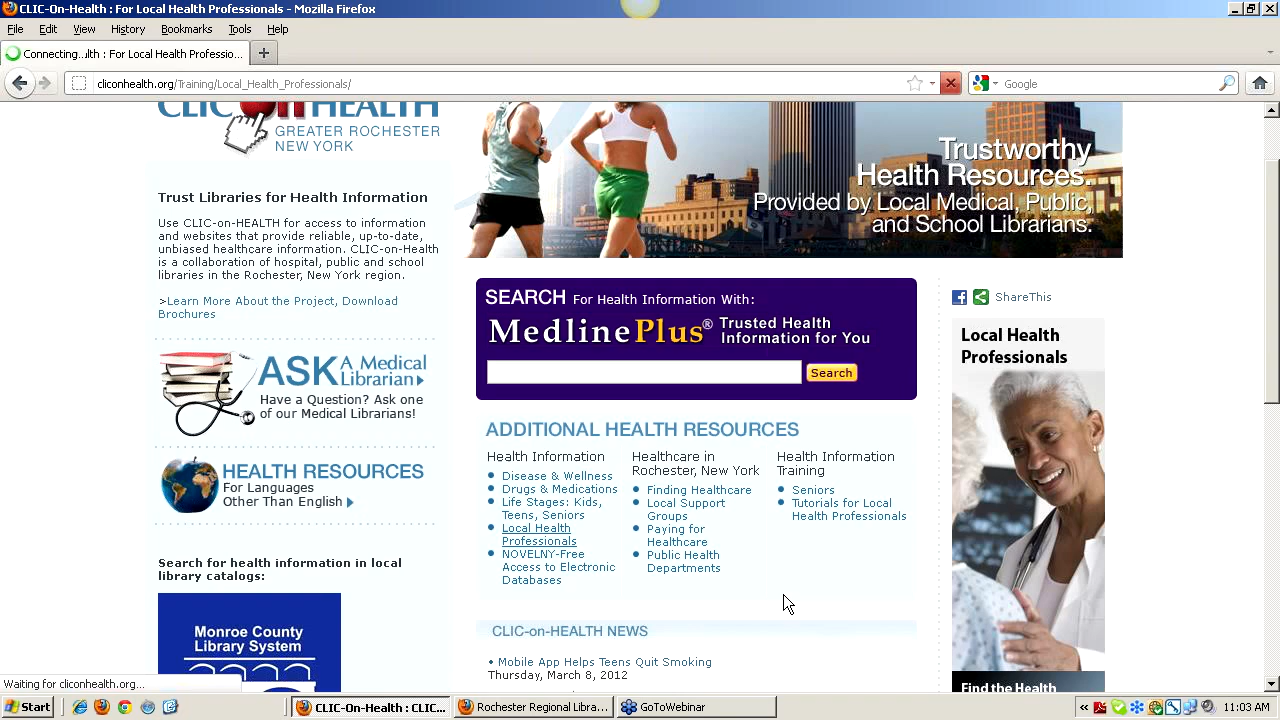 CLIC-On-Health : For Local Health Professionals - Mozilla Firefox
File Edit View History Bookmarks Tools Help
Connecting...lth : For Local Health Professio...
cliconhealth.org/Training/Local_Health_Professionals/
Google
CLIConHEALTH
GREATER ROCHESTER
NEW YORK
Trustworthy
Health Resources.
Provided by Local Medical, Public,
and School Librarians.
Trust Libraries for Health Information
Use CLIC-on-HEALTH for access to information
and websites that provide reliable, up-to-date,
unbiased healthcare information. CLIC-on-Health
is a collaboration of hospital, public and school
libraries in the Rochester, New York region.
>Learn More About the Project, Download
Brochures
ASK A Medical
Librarian
Have a Question? Ask one
of our Medical Librarians!
HEALTH RESOURCES
For Languages
Other Than English
Search for health information in local
library catalogs:
Monroe County
Library System
SEARCH For Health Information With:
MedlinePlus® Trusted Health
Information for You
Search
ADDITIONAL HEALTH RESOURCES
Health Information
• Disease & Wellness
• Drugs & Medications
• Life Stages: Kids,
Teens, Seniors
• Local Health
Professionals
• NOVELNY-Free
Access to Electronic
Databases
Healthcare in
Rochester, New York
• Finding Healthcare
• Local Support
Groups
• Paying for
Healthcare
• Public Health
Departments
Health Information
Training
• Seniors
• Tutorials for Local
Health Professionals
CLIC-on-HEALTH NEWS
• Mobile App Helps Teens Quit Smoking
Thursday, March 8, 2012
ShareThis
Local Health
Professionals
Find the Health
Waiting for cliconhealth.org...
Start
CLIC-On-Health : CLIC...
Rochester Regional Libra...
GoToWebinar
11:03 AM